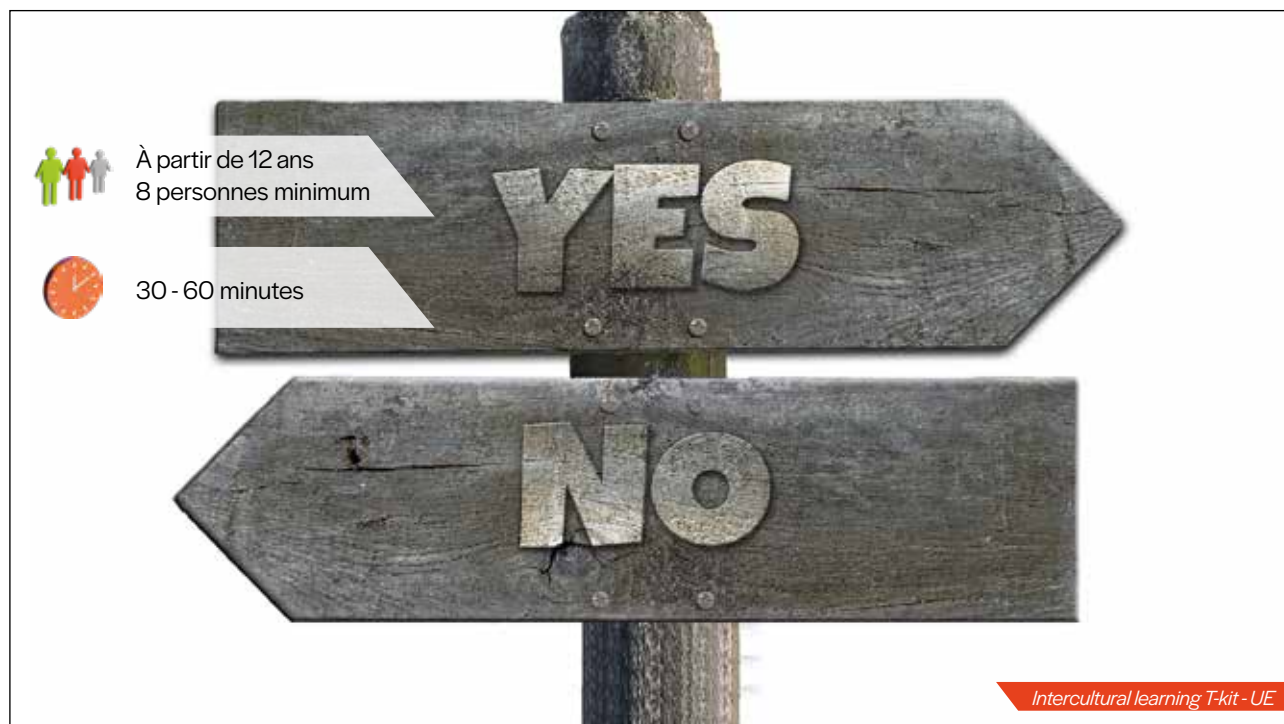 À partir de 12 ans
8 personnes minimum
YES
30 - 60 minutes
NO
Intercultural learning T-kit - UE